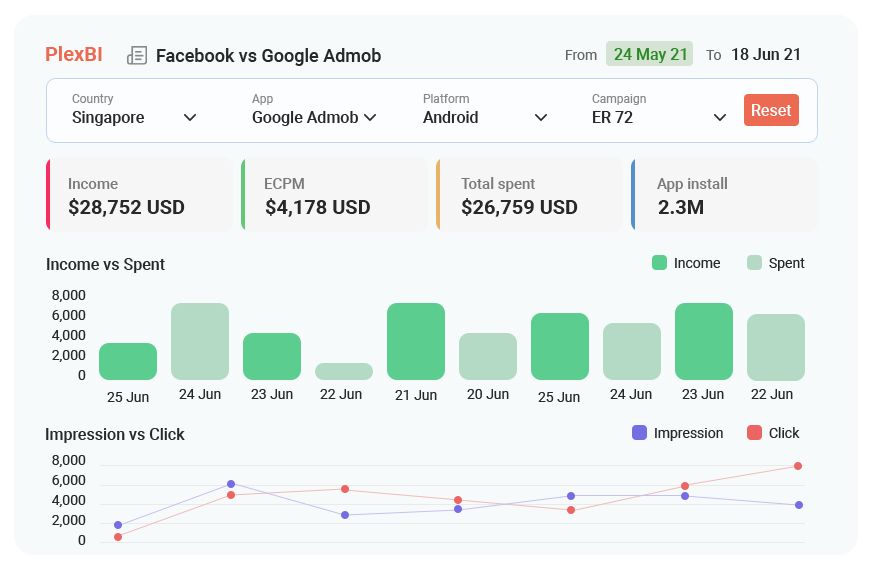 PlexBI Facebook vs Google Admob From 24 May 21 To 18 Jun 21
Country App Platform Campaign
Singapore Google Admob Android ER 72 Reset
Income ECPM Total spent App install
$28,752 USD $4,178 USD $26,759 USD 2.3M
Income vs Spent Income Spent
8,000
6,000
4,000
2,000
0
25 Jun 24 Jun 23 Jun 22 Jun 21 Jun 20 Jun 25 Jun 24 Jun 23 Jun 22 Jun
Impression vs Click Impression Click
8,000
6,000
4,000
2,000
0